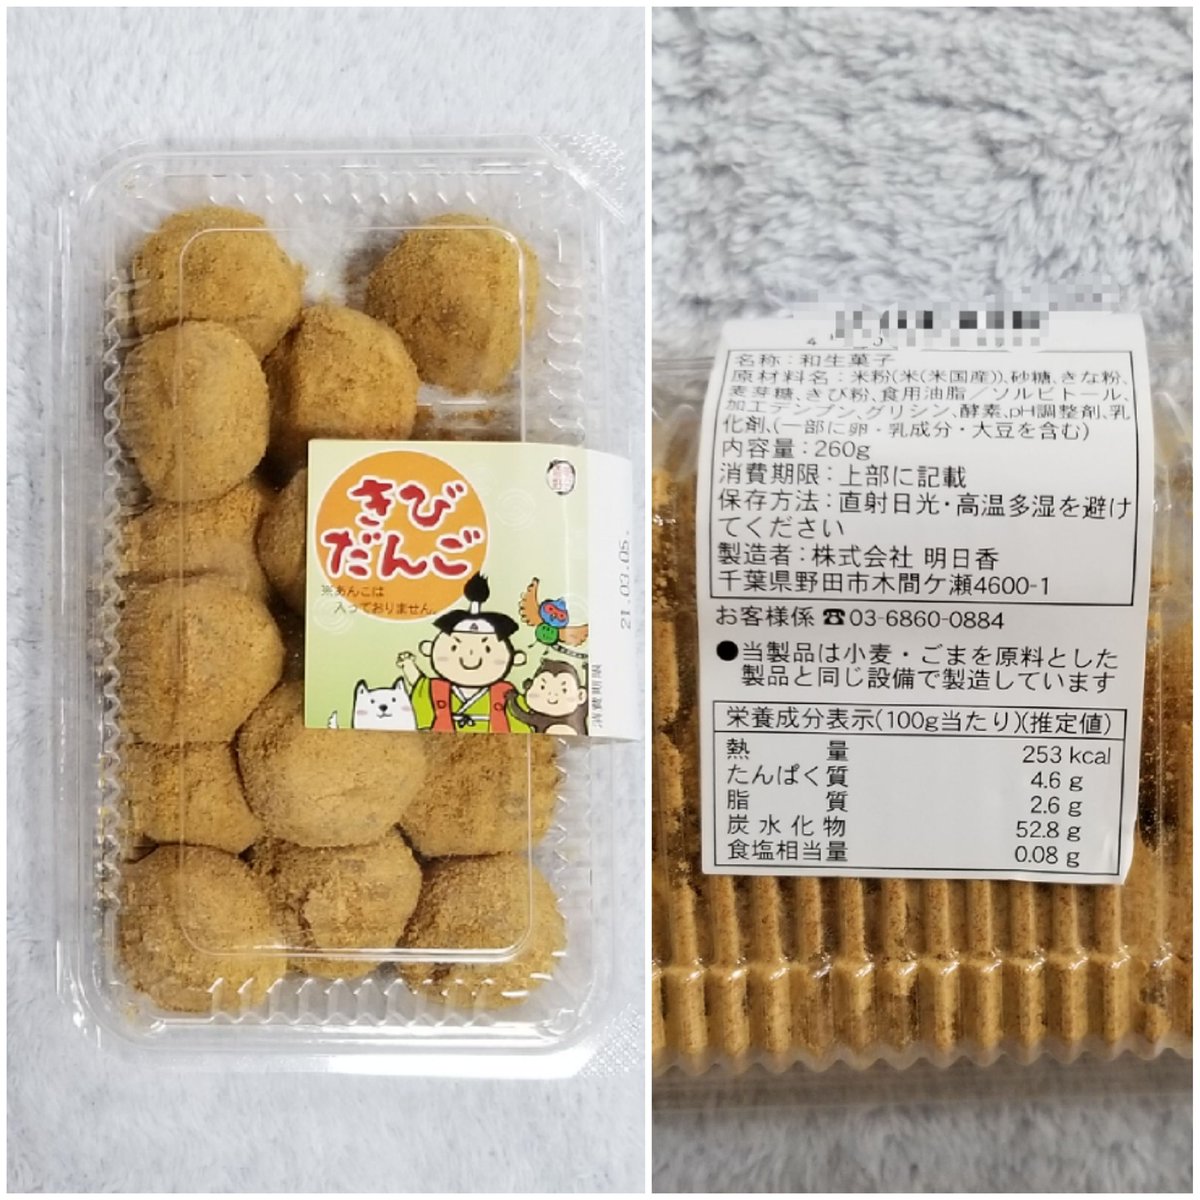 きび
だんご
※あんこは
入っておりません。
消費期限
21.03.05.
名称：和生菓子
原材料名：米粉(米(米国産))、砂糖、きな粉、
麦芽糖、きび粉、食用油脂／ソルビトール、
加工デンプン、グリシン、酵素、pH調整剤、乳
化剤、(一部に卵・乳成分・大豆を含む)
内容量：260g
消費期限：上部に記載
保存方法：直射日光・高温多湿を避け
てください
製造者：株式会社 明日香
千葉県野田市木間ケ瀬4600-1
お客様係 ☎03-6860-0884
●当製品は小麦・ごまを原料とした
製品と同じ設備で製造しています
栄養成分表示(100g当たり)(推定値)
熱量 253 kcal
たんぱく質 4.6 g
脂質 2.6 g
炭水化物 52.8 g
食塩相当量 0.08 g